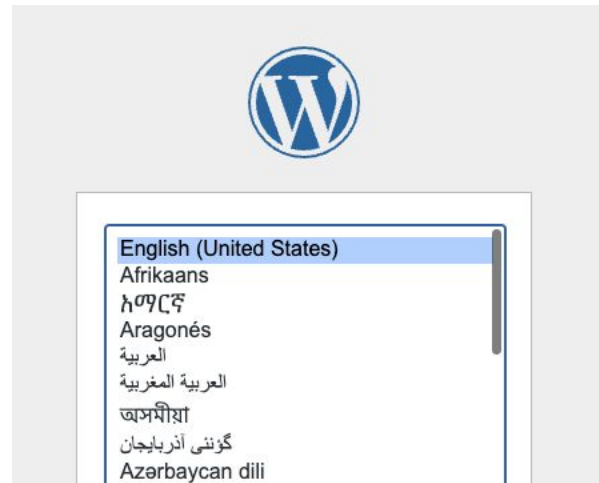 English (United States)
Afrikaans
አማርኛ
Aragonés
العربية
العربية المغربية
অসমীয়া
گؤنئی آذربایجان
Azərbaycan dili